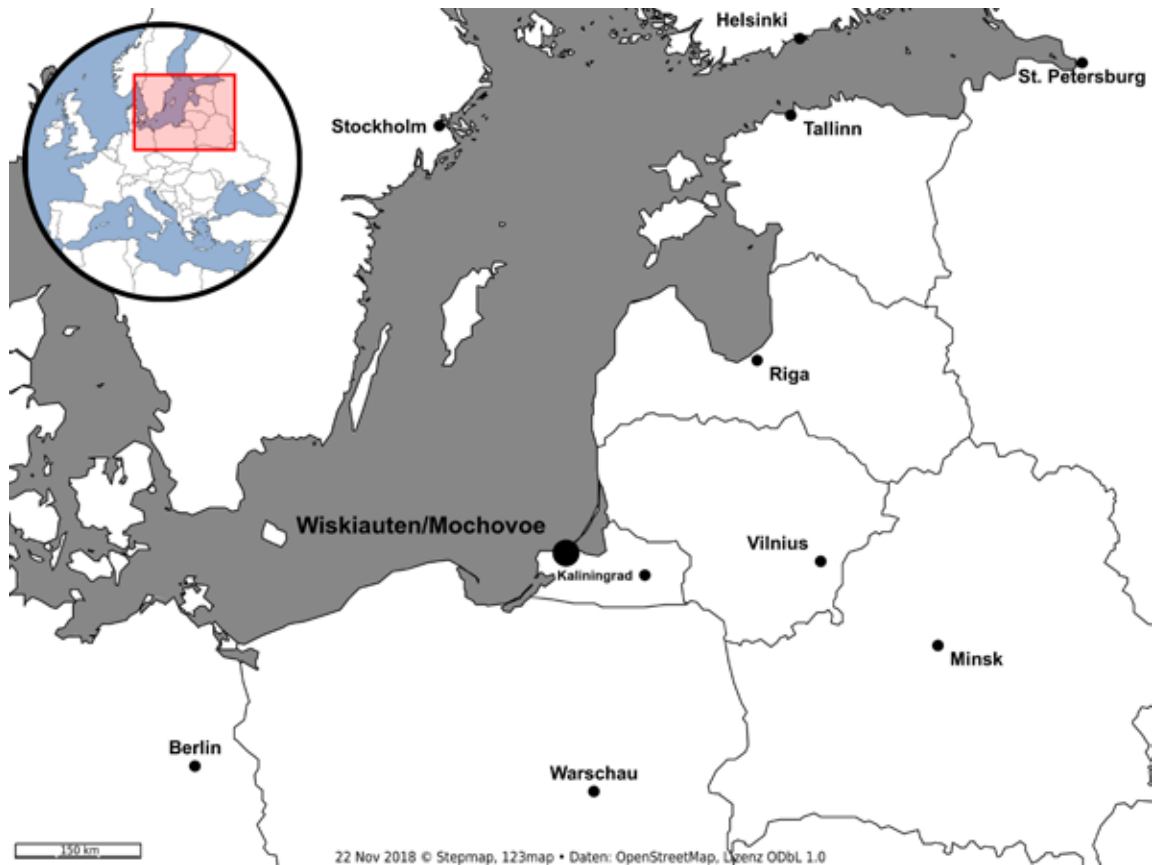 Helsinki
St. Petersburg
Stockholm
Tallinn
Riga
Wiskiauten/Mochovoe
Vilnius
Kaliningrad
Minsk
Berlin
Warschau
150 km
22 Nov 2018 © Stepmap, 123map • Daten: OpenStreetMap, Lizenz ODbL 1.0